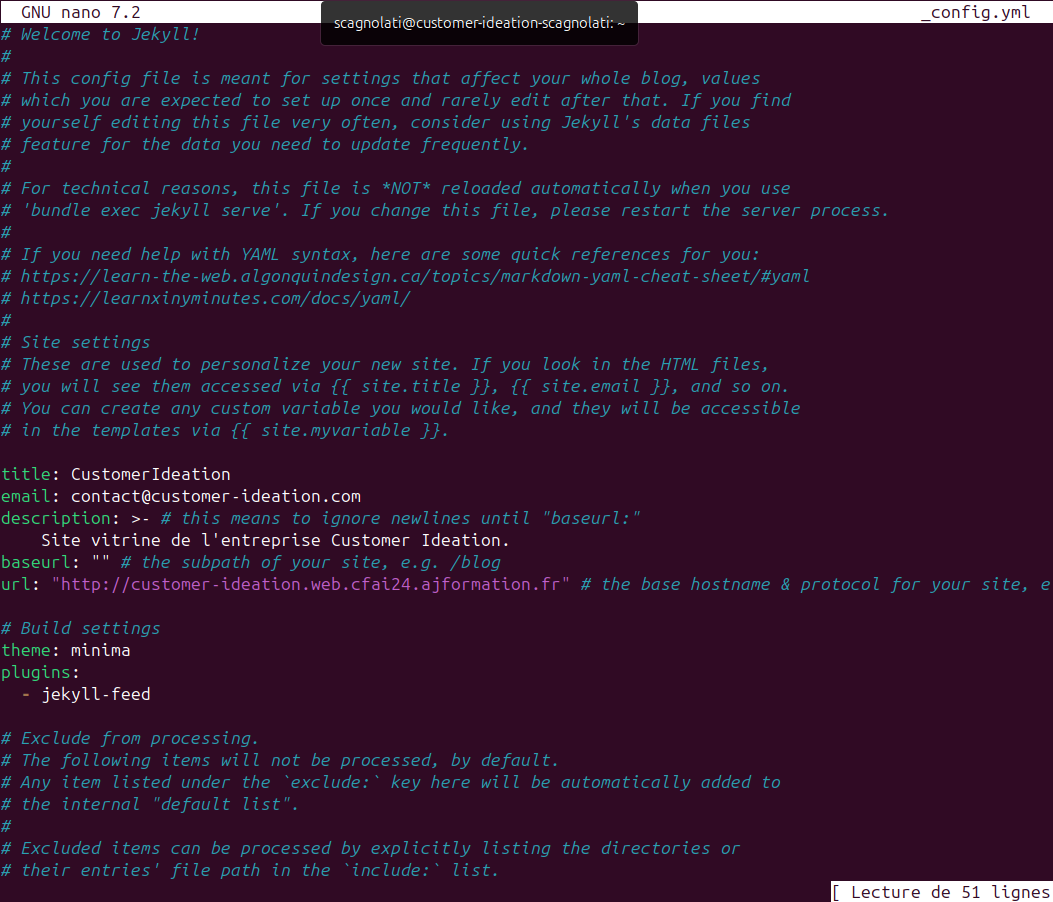 GNU nano 7.2 _config.yml
scagnolati@customer-ideation-scagnolati: ~
# Welcome to Jekyll!
#
# This config file is meant for settings that affect your whole blog, values
# which you are expected to set up once and rarely edit after that. If you find
# yourself editing this file very often, consider using Jekyll's data files
# feature for the data you need to update frequently.
#
# For technical reasons, this file is *NOT* reloaded automatically when you use
# 'bundle exec jekyll serve'. If you change this file, please restart the server process.
#
# If you need help with YAML syntax, here are some quick references for you:
# https://learn-the-web.algonquindesign.ca/topics/markdown-yaml-cheat-sheet/#yaml
# https://learnxinyminutes.com/docs/yaml/
#
# Site settings
# These are used to personalize your new site. If you look in the HTML files,
# you will see them accessed via {{ site.title }}, {{ site.email }}, and so on.
# You can create any custom variable you would like, and they will be accessible
# in the templates via {{ site.myvariable }}.

title: CustomerIdeation
email: contact@customer-ideation.com
description: >- # this means to ignore newlines until "baseurl:"
    Site vitrine de l'entreprise Customer Ideation.
baseurl: "" # the subpath of your site, e.g. /blog
url: "http://customer-ideation.web.cfai24.ajformation.fr" # the base hostname & protocol for your site, e

# Build settings
theme: minima
plugins:
  - jekyll-feed

# Exclude from processing.
# The following items will not be processed, by default.
# Any item listed under the `exclude:` key here will be automatically added to
# the internal "default list".
#
# Excluded items can be processed by explicitly listing the directories or
# their entries' file path in the `include:` list.
[ Lecture de 51 lignes